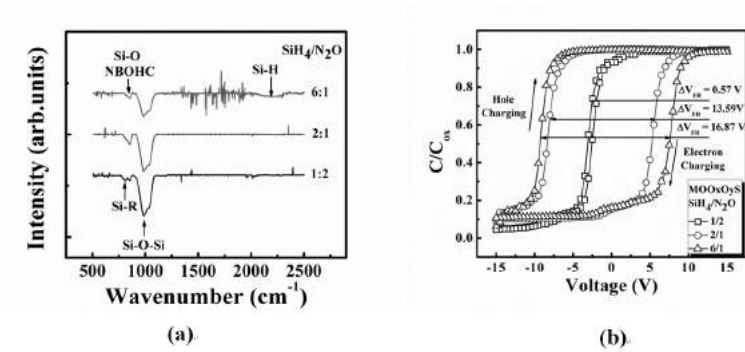 Si-O
NBOHC
SiH4/N2O
Si-H
6:1
2:1
1:2
Si-R
Si-O-Si
Intensity (arb.units)
500 1000 1500 2000 2500
Wavenumber (cm⁻¹)
(a)
1.0
0.8
0.6
0.4
0.2
0.0
C/Cox
Hole
Charging
ΔVFB = 0.57 V
ΔVFB = 13.59V
ΔVFB = 16.87 V
Electron
Charging
MOOxOyS
SiH4/N2O
1/2
2/1
6/1
-15 -10 -5 0 5 10 15
Voltage (V)
(b)